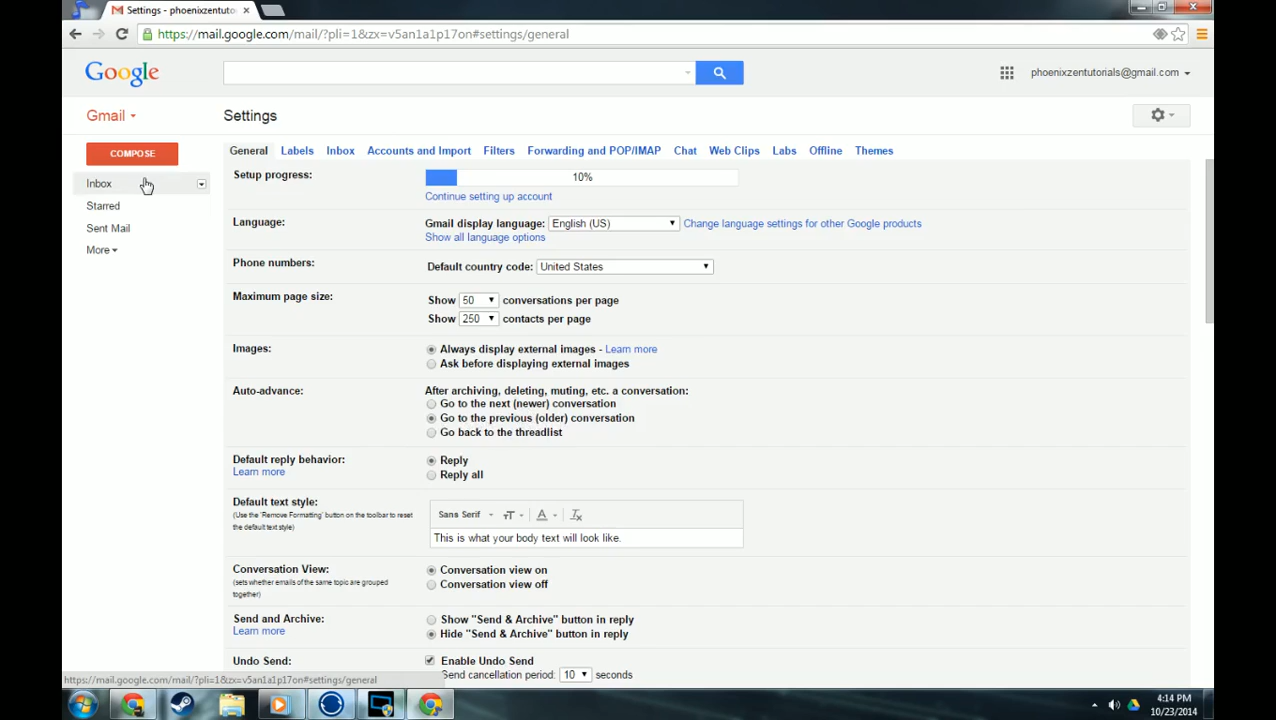 Settings - phoenixzentuto
https://mail.google.com/mail/?pli=1&zx=v5an1a1p17on#settings/general
Google
phoenixzentutorials@gmail.com
Gmail
Settings
COMPOSE
Inbox
Starred
Sent Mail
More
General Labels Inbox Accounts and Import Filters Forwarding and POP/IMAP Chat Web Clips Labs Offline Themes
Setup progress:
10%
Continue setting up account
Language:
Gmail display language: English (US) Change language settings for other Google products
Show all language options
Phone numbers:
Default country code: United States
Maximum page size:
Show 50 conversations per page
Show 250 contacts per page
Images:
Always display external images - Learn more
Ask before displaying external images
Auto-advance:
After archiving, deleting, muting, etc. a conversation:
Go to the next (newer) conversation
Go to the previous (older) conversation
Go back to the threadlist
Default reply behavior:
Learn more
Reply
Reply all
Default text style:
(Use the 'Remove Formatting' button on the toolbar to reset
the default text style)
Sans Serif
This is what your body text will look like.
Conversation View:
(sets whether emails of the same topic are grouped
together)
Conversation view on
Conversation view off
Send and Archive:
Learn more
Show "Send & Archive" button in reply
Hide "Send & Archive" button in reply
Undo Send:
Enable Undo Send
Send cancellation period: 10 seconds
https://mail.google.com/mail/?pli=1&zx=v5an1a1p17on#settings/general
4:14 PM
10/23/2014